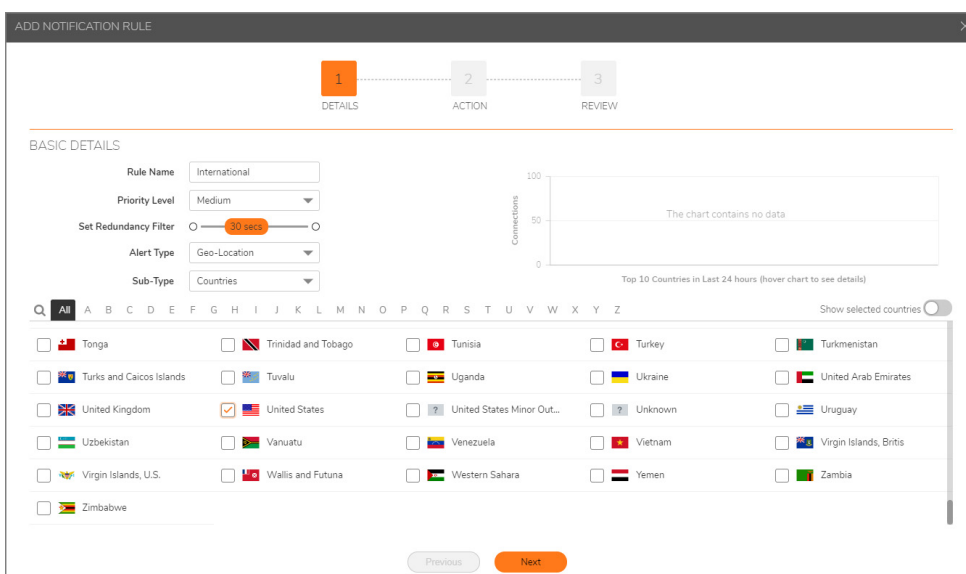 ADD NOTIFICATION RULE
1 2 3
DETAILS ACTION REVIEW
BASIC DETAILS
Rule Name International
Priority Level Medium
Set Redundancy Filter 30 secs
Alert Type Geo-Location
Sub-Type Countries
100
50
0
Connections
The chart contains no data
Top 10 Countries in Last 24 hours (hover chart to see details)
All A B C D E F G H I J K L M N O P Q R S T U V W X Y Z Show selected countries
Tonga Trinidad and Tobago Tunisia Turkey Turkmenistan
Turks and Caicos Islands Tuvalu Uganda Ukraine United Arab Emirates
United Kingdom United States ? United States Minor Out... ? Unknown Uruguay
Uzbekistan Vanuatu Venezuela Vietnam Virgin Islands, Britis
Virgin Islands, U.S. Wallis and Futuna Western Sahara Yemen Zambia
Zimbabwe
Previous Next